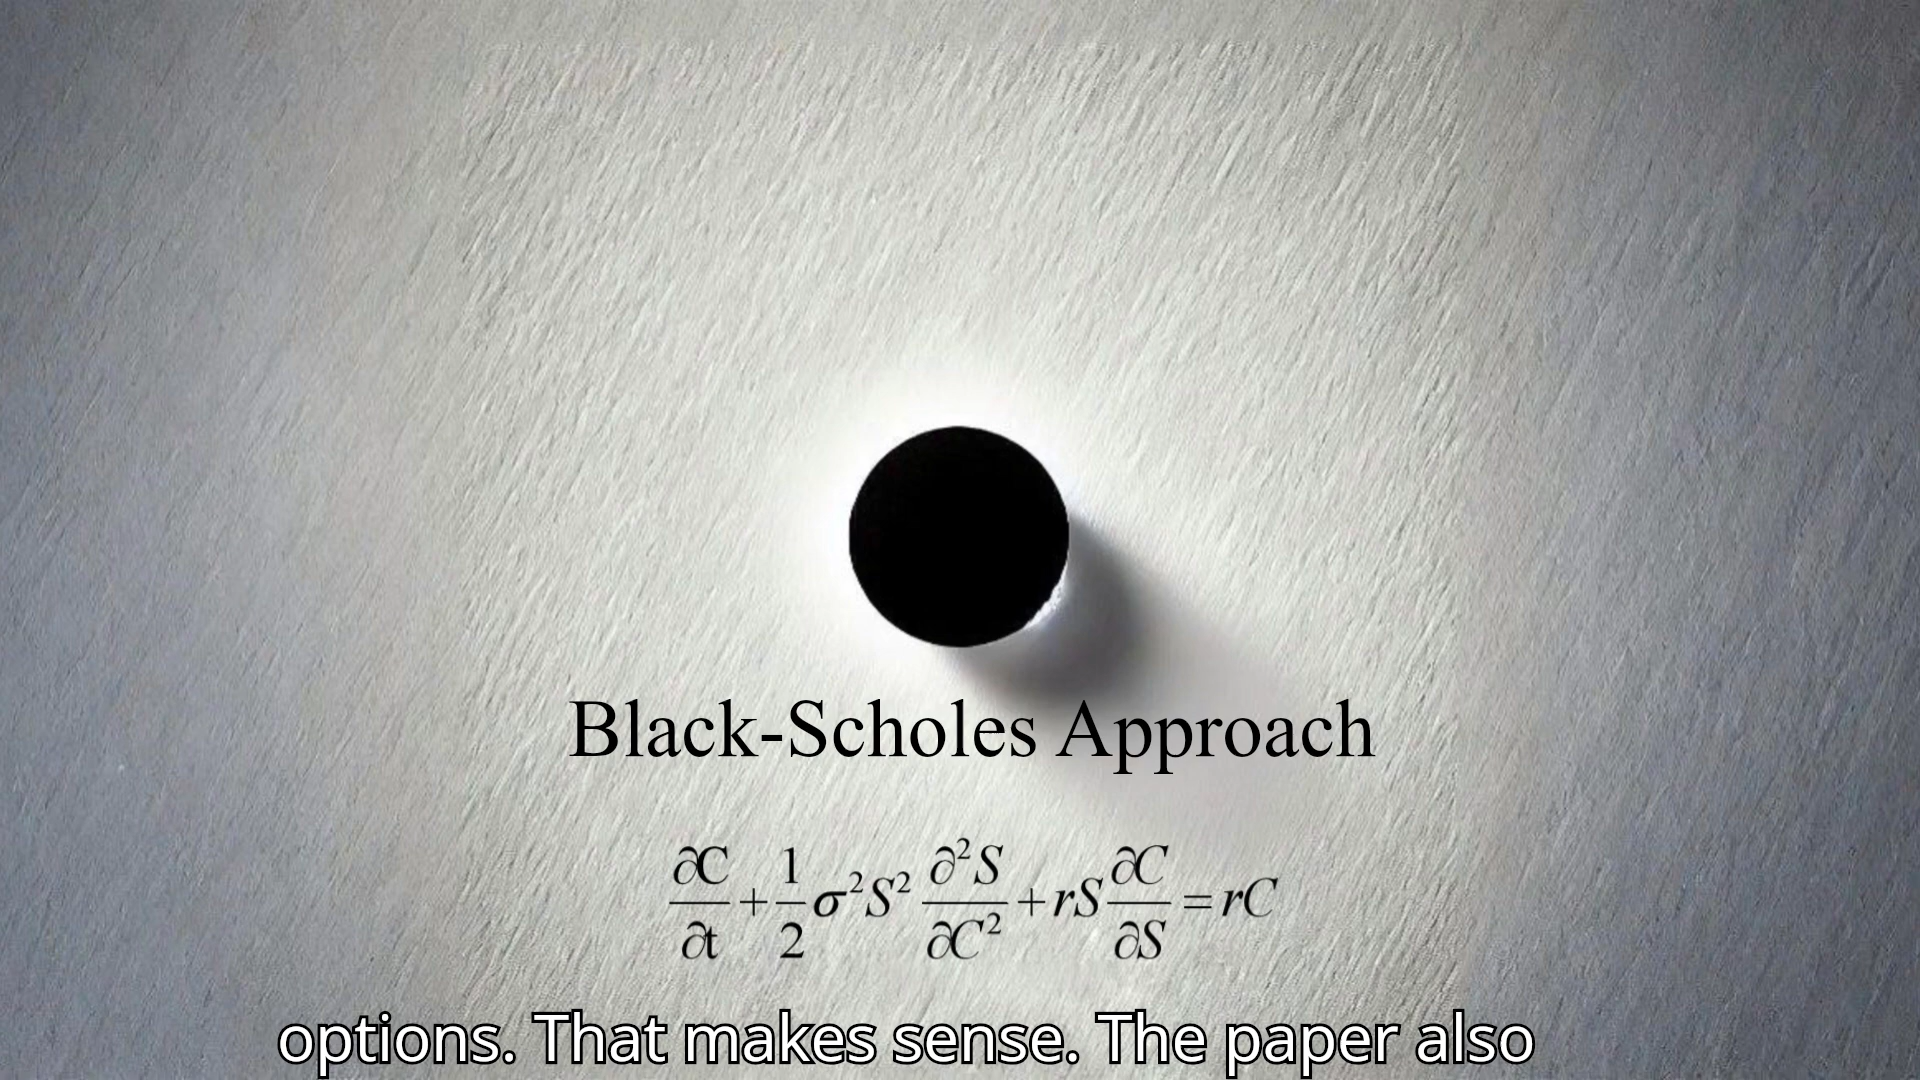 Black-Scholes Approach
∂C/∂t + 1/2 σ²S² ∂²S/∂C² + rS ∂C/∂S = rC
options. That makes sense. The paper also